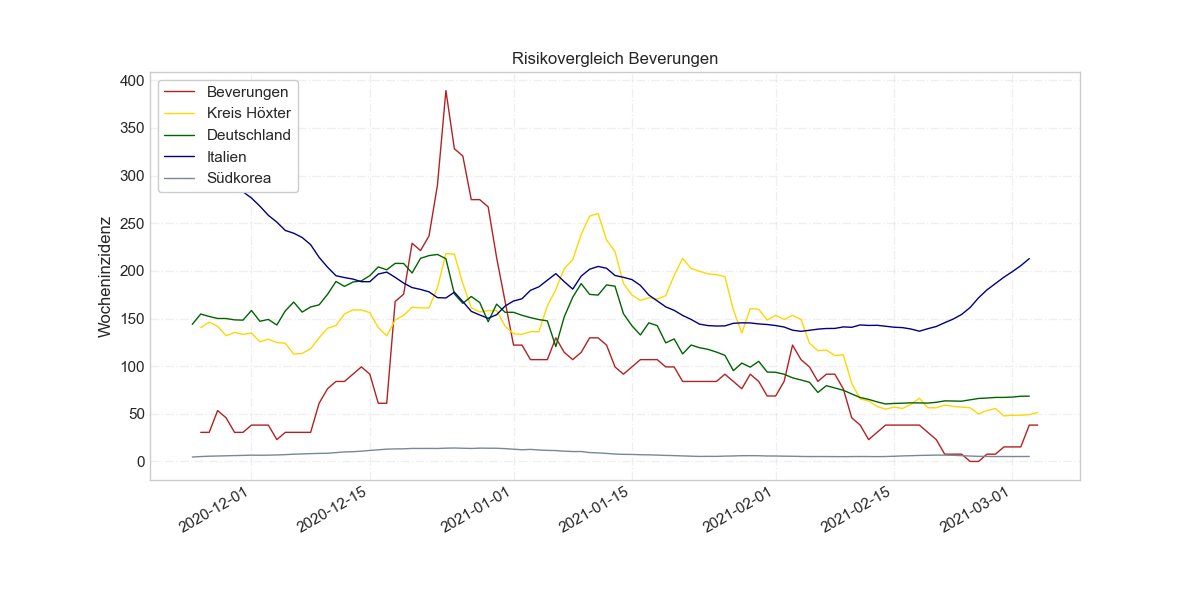 Risikovergleich Beverungen
Wocheninzidenz
400
350
300
250
200
150
100
50
0
Beverungen
Kreis Höxter
Deutschland
Italien
Südkorea
2020-12-01
2020-12-15
2021-01-01
2021-01-15
2021-02-01
2021-02-15
2021-03-01